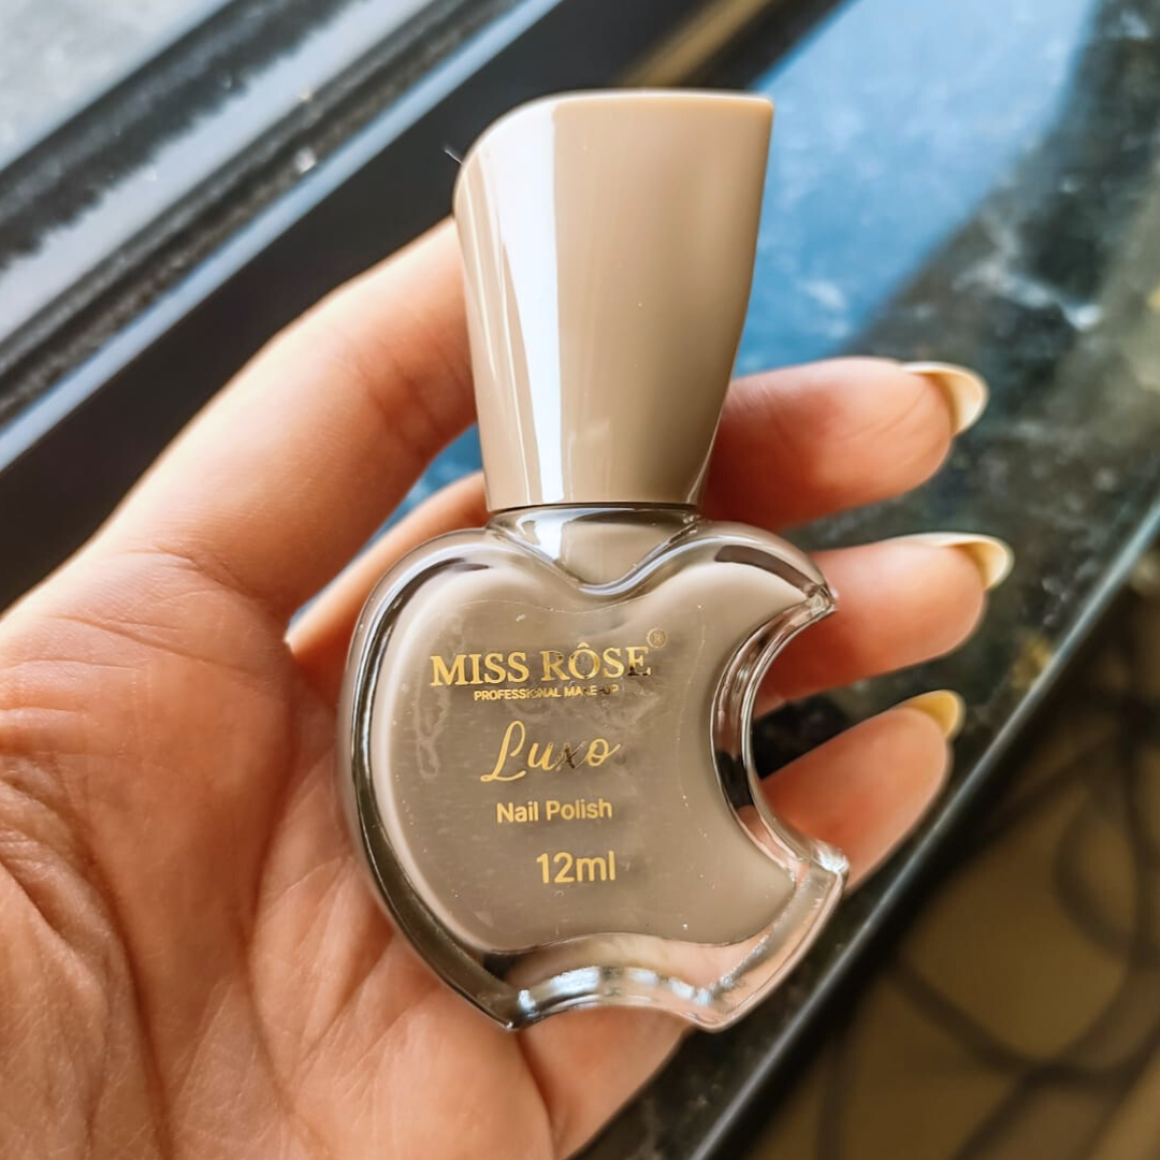 MISS RÔSE®
PROFESSIONAL MAKE-UP
Luxo
Nail Polish
12ml